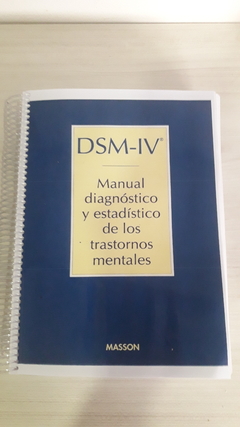 DSM-IV®
Manual
diagnóstico
y estadístico
de los
trastornos
mentales
MASSON